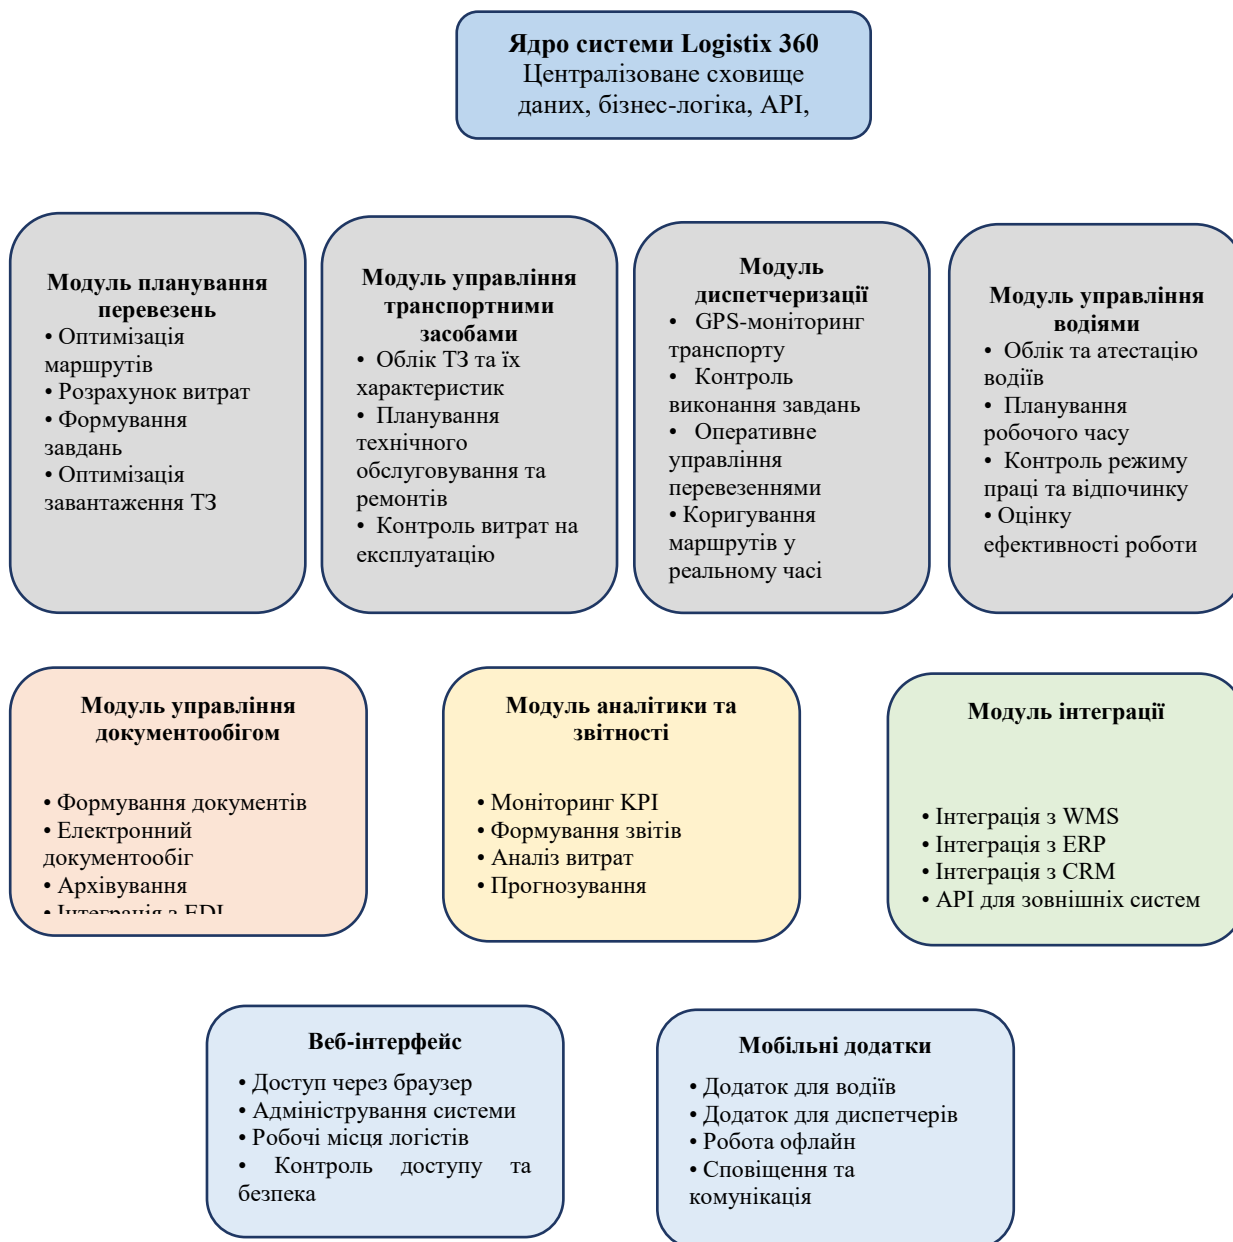 Ядро системи Logistix 360
Централізоване сховище
даних, бізнес-логіка, API,
Модуль планування
перевезень
• Оптимізація
маршрутів
• Розрахунок витрат
• Формування
завдань
• Оптимізація
завантаження ТЗ
Модуль управління
транспортними
засобами
• Облік ТЗ та їх
характеристик
• Планування
технічного
обслуговування та
ремонтів
• Контроль витрат на
експлуатацію
Модуль
диспетчеризації
• GPS-моніторинг
транспорту
• Контроль
виконання завдань
• Оперативне
управління
перевезеннями
• Коригування
маршрутів у
реальному часі
Модуль управління
водіями
• Облік та атестацію
водіїв
• Планування
робочого часу
• Контроль режиму
праці та відпочинку
• Оцінку
ефективності роботи
Модуль управління
документообігом
• Формування документів
• Електронний
документообіг
• Архівування
• Інтеграція з EDI
Модуль аналітики та
звітності
• Моніторинг KPI
• Формування звітів
• Аналіз витрат
• Прогнозування
Модуль інтеграції
• Інтеграція з WMS
• Інтеграція з ERP
• Інтеграція з CRM
• API для зовнішніх систем
Веб-інтерфейс
• Доступ через браузер
• Адміністрування системи
• Робочі місця логістів
• Контроль доступу та
безпека
Мобільні додатки
• Додаток для водіїв
• Додаток для диспетчерів
• Робота офлайн
• Сповіщення та
комунікація